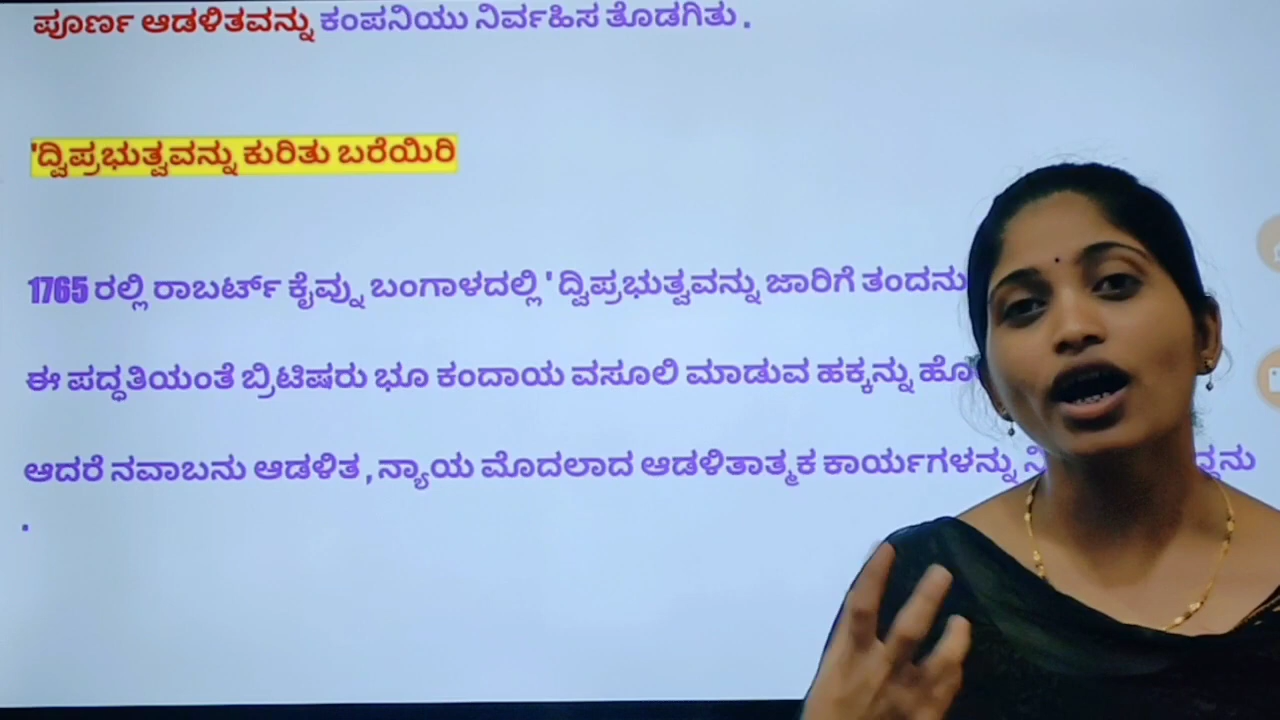 ಪೂರ್ಣ ಆಡಳಿತವನ್ನು ಕಂಪನಿಯು ನಿರ್ವಹಿಸ ತೊಡಗಿತು .
'ದ್ವಿಪ್ರಭುತ್ವವನ್ನು ಕುರಿತು ಬರೆಯಿರಿ
1765 ರಲ್ಲಿ ರಾಬರ್ಟ್ ಕೈವ್ನು ಬಂಗಾಳದಲ್ಲಿ ' ದ್ವಿಪ್ರಭುತ್ವವನ್ನು ಜಾರಿಗೆ ತಂದನು
ಈ ಪದ್ಧತಿಯಂತೆ ಬ್ರಿಟಿಷರು ಭೂ ಕಂದಾಯ ವಸೂಲಿ ಮಾಡುವ ಹಕ್ಕನ್ನು
ಆದರೆ ನವಾಬನು ಆಡಳಿತ , ನ್ಯಾಯ ಮೊದಲಾದ ಆಡಳಿತಾತ್ಮಕ ಕಾರ್ಯಗಳನ್ನು
.